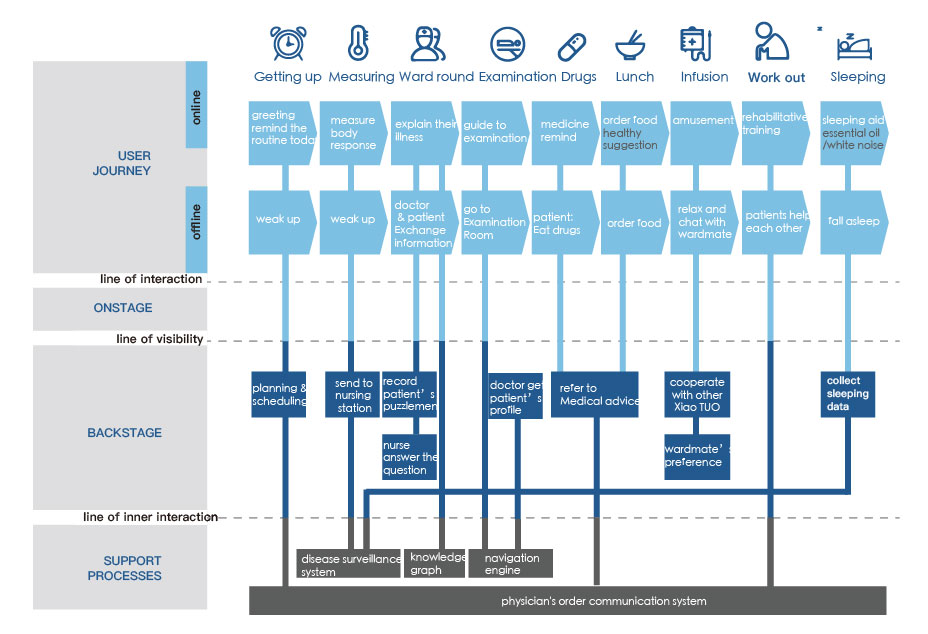 Getting up Measuring Ward round Examination Drugs Lunch Infusion Work out Sleeping
USER
JOURNEY
online
greeting
remind the
routine toda
measure
body
response
explain their
illness
guide to
examination
medicine
remind
order food
healthy
suggestion
amusement
rehabilitative
training
sleeping aid
essential oil
/white noise
offline
weak up
weak up
doctor
& patient
Exchange
information
go to
Examination
Room
patient:
Eat drugs
order food
relax and
chat with
wardmate
patients help
each other
fall asleep
line of interaction
ONSTAGE
line of visibility
BACKSTAGE
planning &
scheduling
send to
nursing
station
record
patient's
puzzlemen
nurse
answer the
question
doctor get
patient's
profile
refer to
Medical advice
cooperate
with other
Xiao TUO
wardmate's
preference
collect
sleeping
data
line of inner interaction
SUPPORT
PROCESSES
disease surveillance
system
knowledge
graph
navigation
engine
physician's order communication system